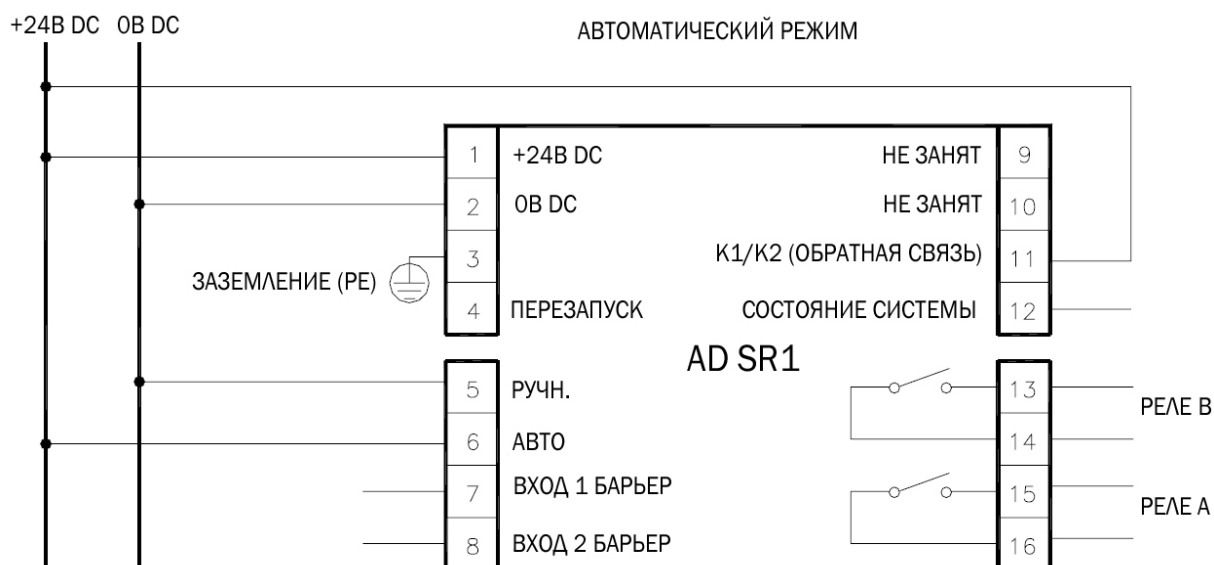 +24В DC 0В DC
АВТОМАТИЧЕСКИЙ РЕЖИМ
1 +24В DC НЕ ЗАНЯТ 9
2 0В DC НЕ ЗАНЯТ 10
ЗАЗЕМЛЕНИЕ (PE) 3 К1/К2 (ОБРАТНАЯ СВЯЗЬ) 11
4 ПЕРЕЗАПУСК СОСТОЯНИЕ СИСТЕМЫ 12
AD SR1
5 РУЧН. 13
РЕЛЕ В
6 АВТО 14
7 ВХОД 1 БАРЬЕР 15
РЕЛЕ А
8 ВХОД 2 БАРЬЕР 16